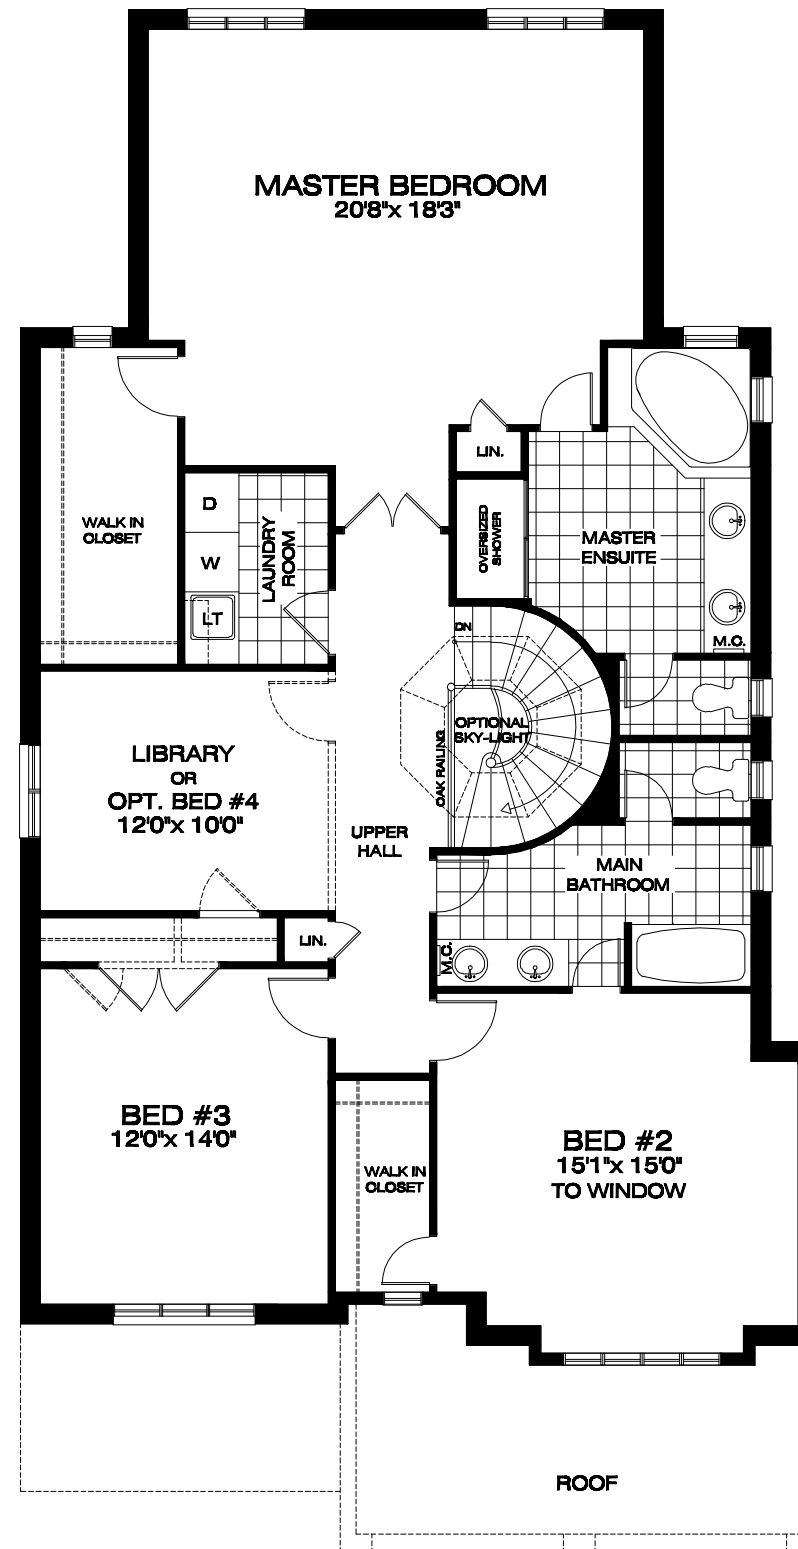 MASTER BEDROOM
20'8"x 18'3"
LIN.
WALK IN
CLOSET
D
W
LT
LAUNDRY
ROOM
OVERSIZED
SHOWER
MASTER
ENSUITE
M.C.
DN
OPTIONAL
SKY-LIGHT
OAK RAILING
LIBRARY
OR
OPT. BED #4
12'0"x 10'0"
UPPER
HALL
MAIN
BATHROOM
LIN.
M.C.
BED #3
12'0"x 14'0"
BED #2
15'1"x 15'0"
TO WINDOW
WALK IN
CLOSET
ROOF